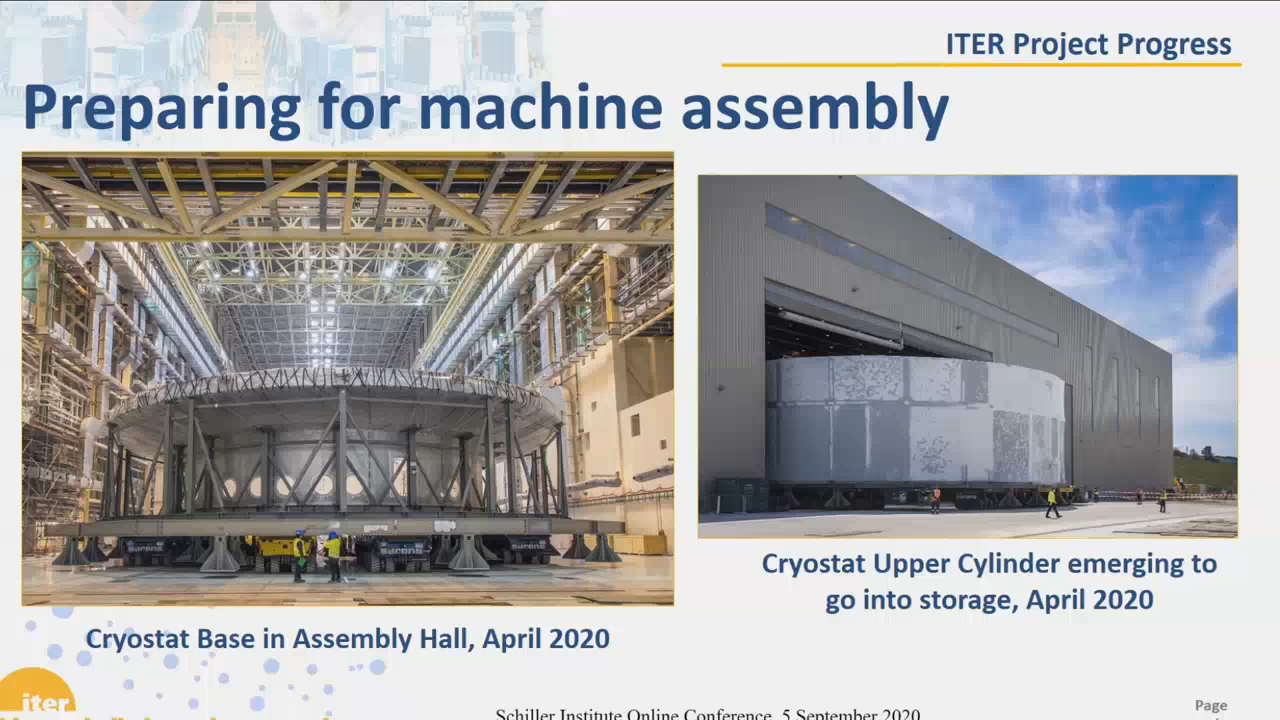 ITER Project Progress
Preparing for machine assembly
sarens
Cryostat Base in Assembly Hall, April 2020
Cryostat Upper Cylinder emerging to
go into storage, April 2020
iter
Schiller Institute Online Conference, 5 September 2020
Page